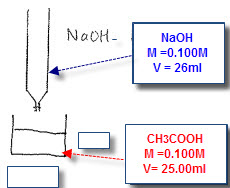 NaOH-
NaOH
M =0.100M
V = 26ml
CH3COOH
M =0.100M
V = 25.00ml